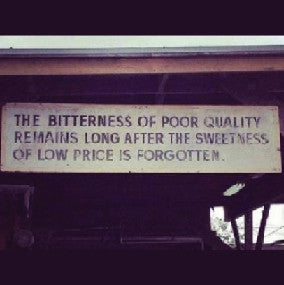 THE BITTERNESS OF POOR QUALITY
REMAINS LONG AFTER THE SWEETNESS
OF LOW PRICE IS FORGOTTEN.